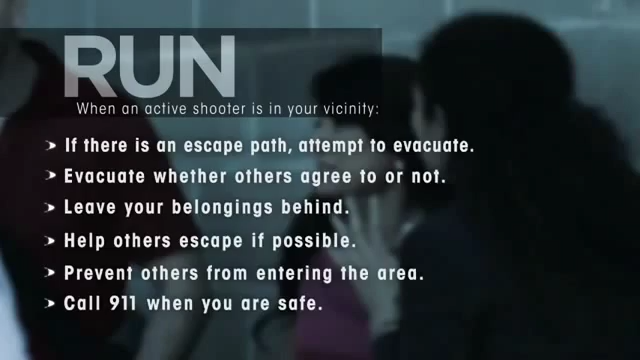 RUN
When an active shooter is in your vicinity:
If there is an escape path, attempt to evacuate.
Evacuate whether others agree to or not.
Leave your belongings behind.
Help others escape if possible.
Prevent others from entering the area.
Call 911 when you are safe.